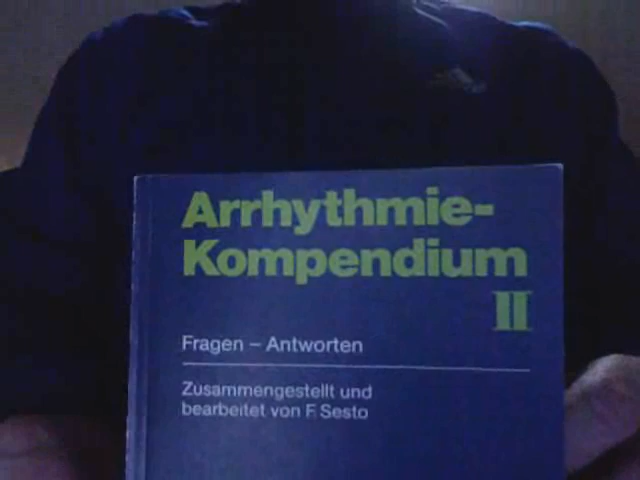 Arrhythmie-
Kompendium
II
Fragen – Antworten
Zusammengestellt und
bearbeitet von F. Sesto